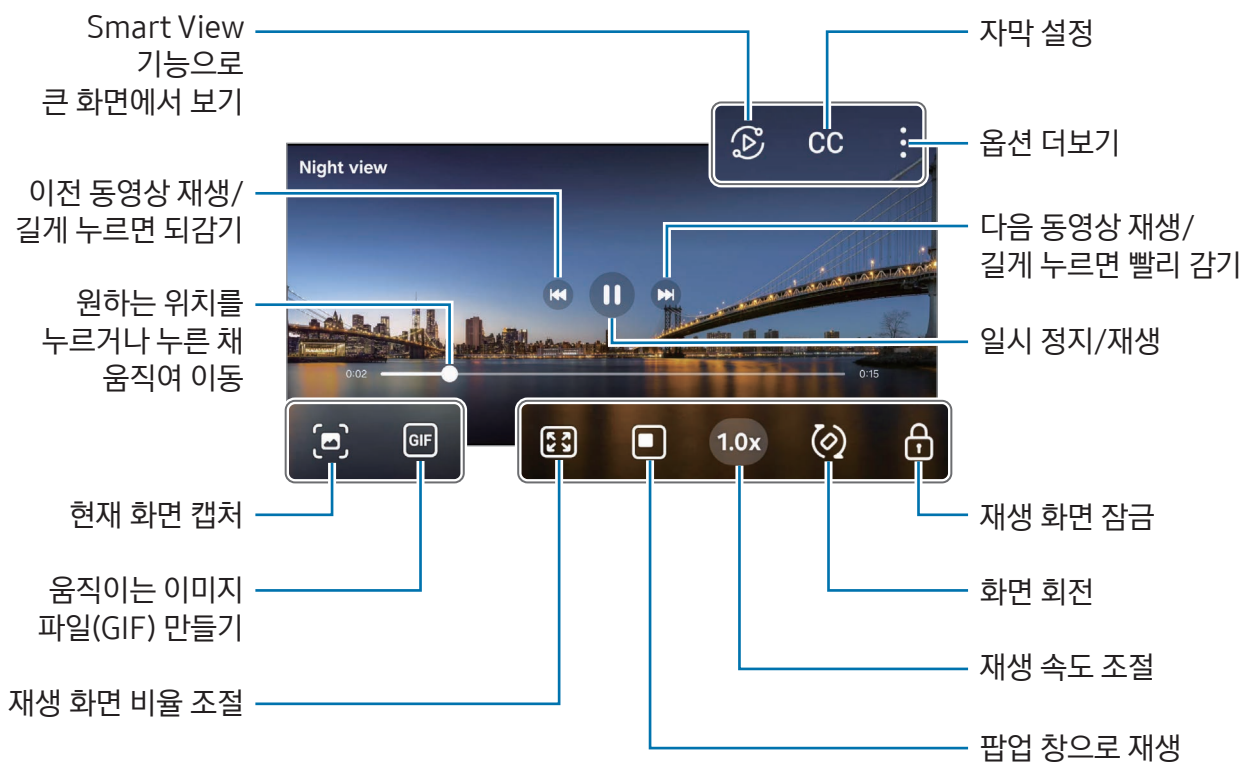 Smart View
기능으로
큰 화면에서 보기
자막 설정
CC
옵션 더보기
Night view
이전 동영상 재생/
길게 누르면 되감기
다음 동영상 재생/
길게 누르면 빨리 감기
원하는 위치를
누르거나 누른 채
움직여 이동
일시 정지/재생
0:02
0:15
GIF
1.0x
현재 화면 캡처
재생 화면 잠금
움직이는 이미지
파일(GIF) 만들기
화면 회전
재생 속도 조절
재생 화면 비율 조절
팝업 창으로 재생